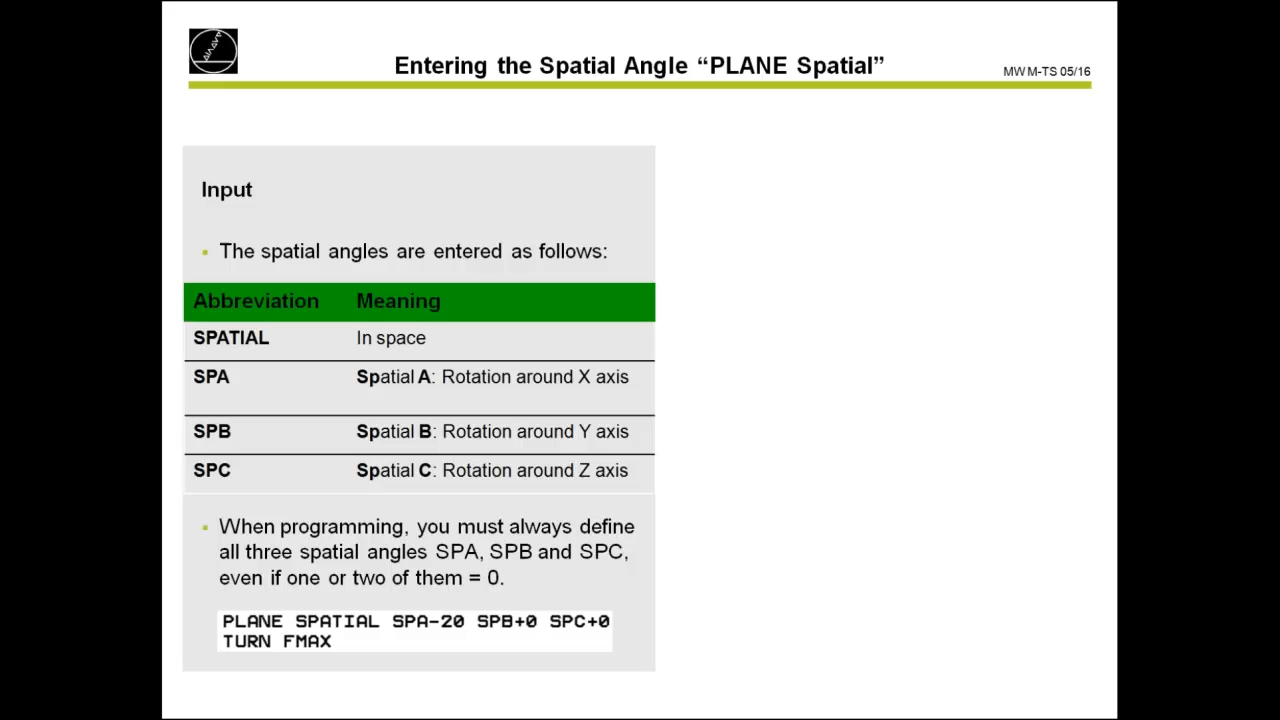 Entering the Spatial Angle “PLANE Spatial”
MW M-TS 05/16
Input
The spatial angles are entered as follows:
Abbreviation Meaning
SPATIAL In space
SPA Spatial A: Rotation around X axis
SPB Spatial B: Rotation around Y axis
SPC Spatial C: Rotation around Z axis
When programming, you must always define
all three spatial angles SPA, SPB and SPC,
even if one or two of them = 0.
PLANE SPATIAL SPA-20 SPB+0 SPC+0
TURN FMAX